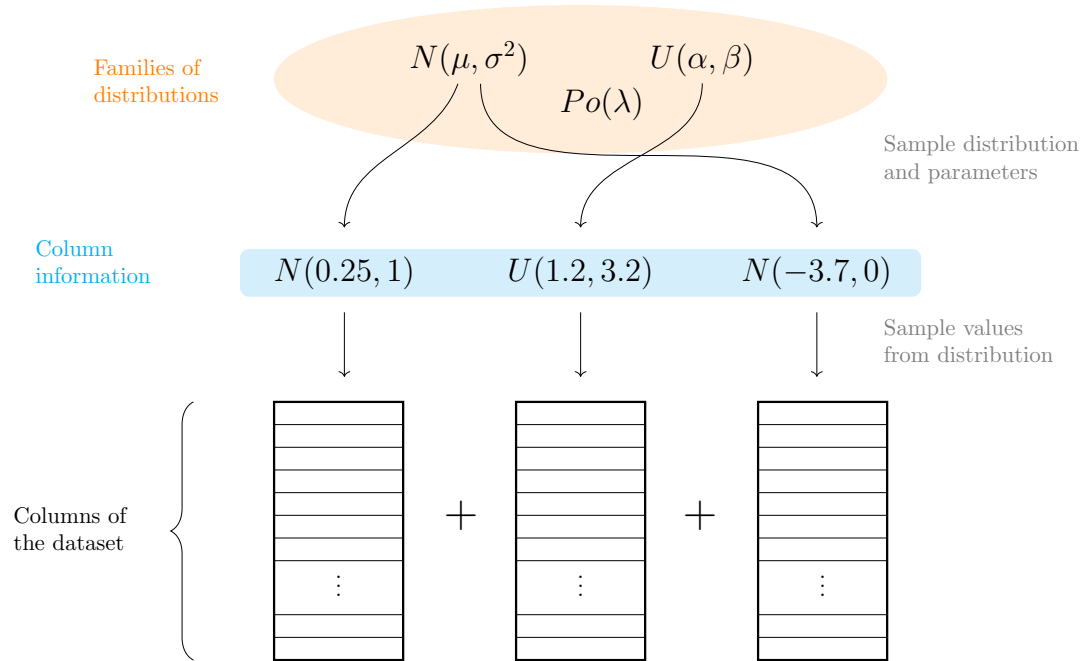 N(μ, σ²) U(α, β)
Families of
distributions
Po(λ)
Sample distribution
and parameters
Column
information
N(0.25, 1) U(1.2, 3.2) N(−3.7, 0)
Sample values
from distribution
Columns of
the dataset
+ +
⋮ ⋮ ⋮